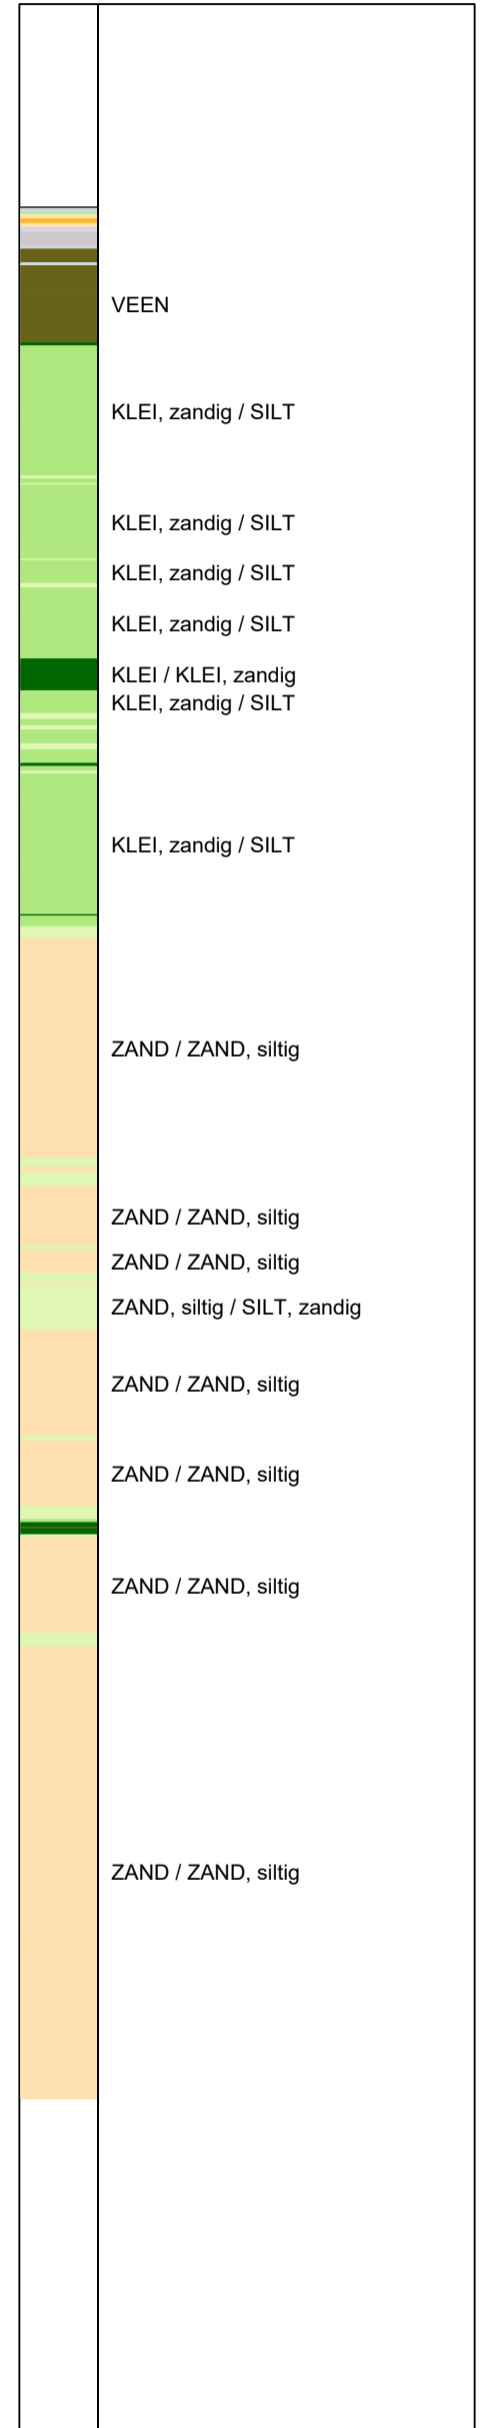 VEEN
KLEI, zandig / SILT
KLEI, zandig / SILT
KLEI, zandig / SILT
KLEI, zandig / SILT
KLEI / KLEI, zandig
KLEI, zandig / SILT
KLEI, zandig / SILT
ZAND / ZAND, siltig
ZAND / ZAND, siltig
ZAND / ZAND, siltig
ZAND, siltig / SILT, zandig
ZAND / ZAND, siltig
ZAND / ZAND, siltig
ZAND / ZAND, siltig
ZAND / ZAND, siltig